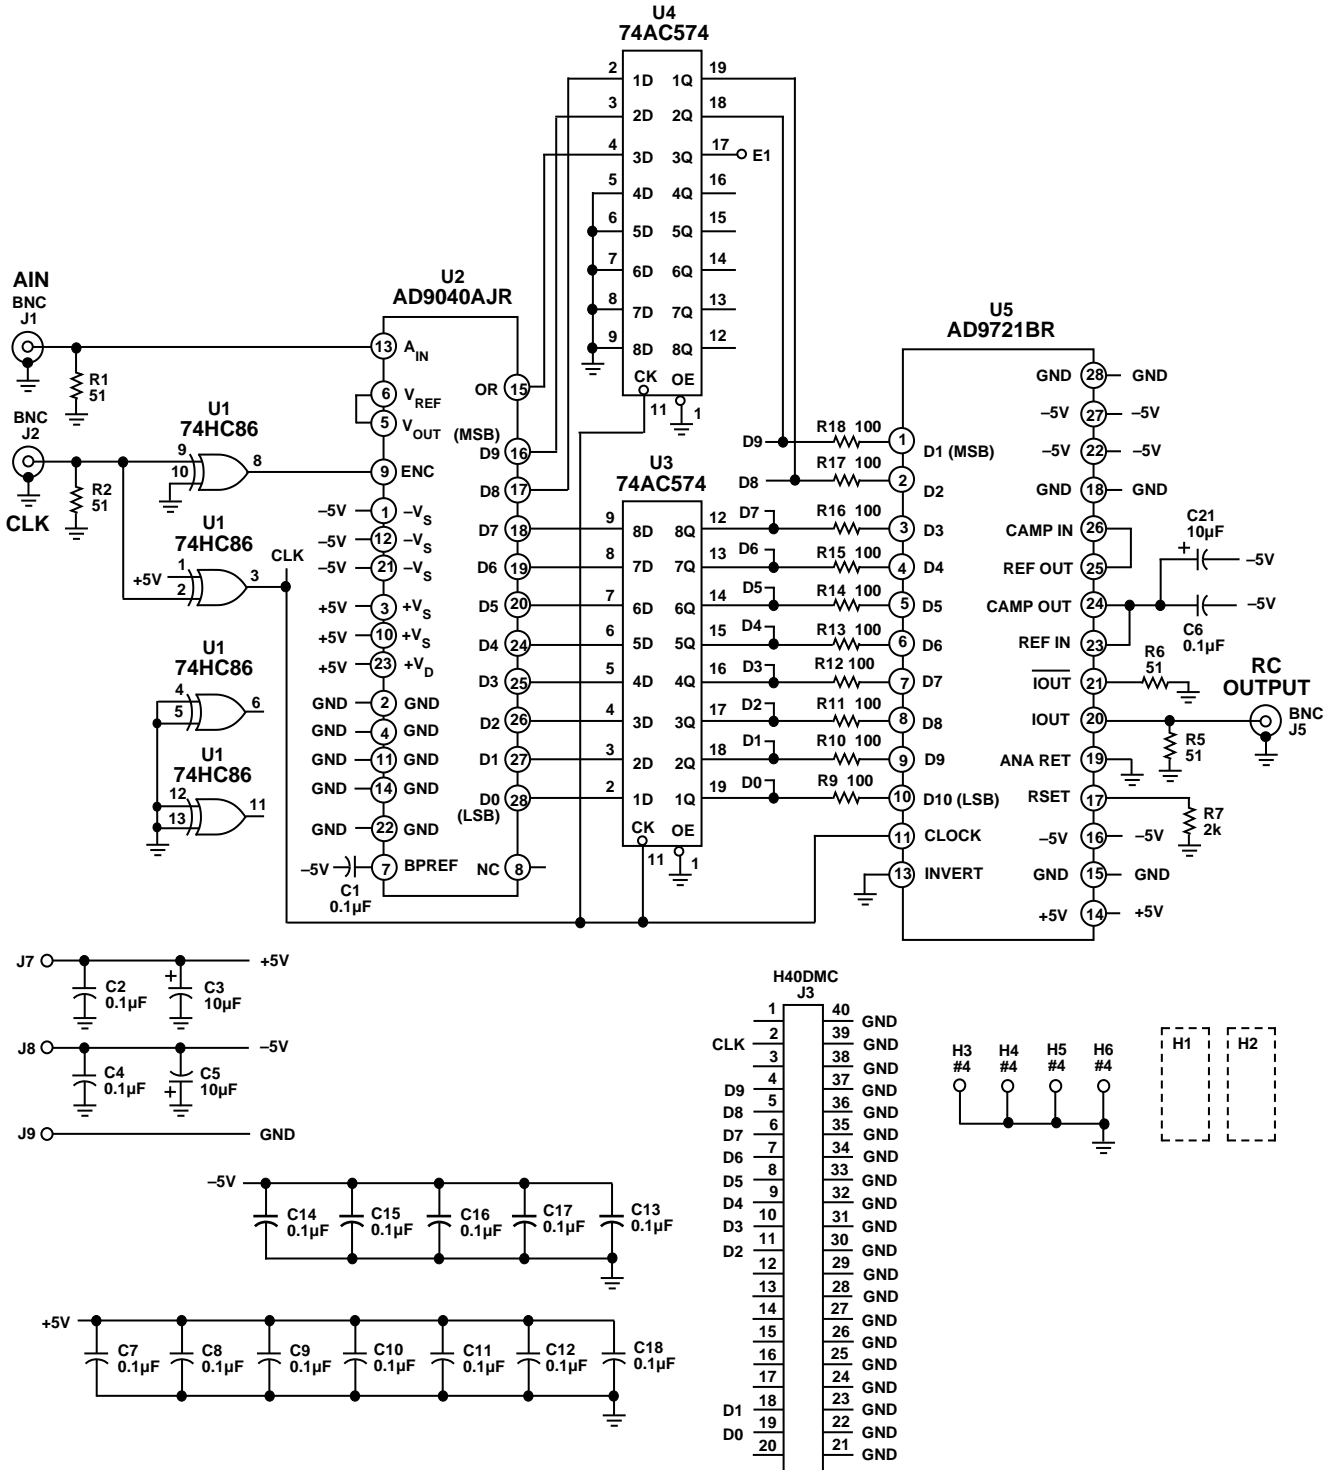 U4
74AC574
2 1D 1Q 19
3 2D 2Q 18
4 3D 3Q 17 E1
5 4D 4Q 16
6 5D 5Q 15
7 6D 6Q 14
8 7D 7Q 13
9 8D 8Q 12
CK OE
11 1
AIN
BNC
J1
R1
51
BNC
J2
R2
51
CLK
U1
74HC86
9
10
8
U1
74HC86
+5V
1
2
3
CLK
U1
74HC86
4
5
6
U1
74HC86
12
13
11
U2
AD9040AJR
13 AIN
6 VREF
5 VOUT
9 ENC
–5V 1 –VS
–5V 12 –VS
–5V 21 –VS
+5V 3 +VS
+5V 10 +VS
+5V 23 +VD
GND 2 GND
GND 4 GND
GND 11 GND
GND 14 GND
GND 22 GND
–5V 7 BPREF
C1
0.1µF
OR 15
(MSB)
D9 16
D8 17
D7 18
D6 19
D5 20
D4 24
D3 25
D2 26
D1 27
D0 28
(LSB)
NC 8
U3
74AC574
9 8D 8Q 12
8 7D 7Q 13
7 6D 6Q 14
6 5D 5Q 15
5 4D 4Q 16
4 3D 3Q 17
3 2D 2Q 18
2 1D 1Q 19
CK OE
11 1
D9 R18 100
D8 R17 100
D7 R16 100
D6 R15 100
D5 R14 100
D4 R13 100
D3 R12 100
D2 R11 100
D1 R10 100
D0 R9 100
U5
AD9721BR
1 D1 (MSB)
2 D2
3 D3
4 D4
5 D5
6 D6
7 D7
8 D8
9 D9
10 D10 (LSB)
11 CLOCK
13 INVERT
GND 28 GND
–5V 27 –5V
–5V 22 –5V
GND 18 GND
CAMP IN 26
REF OUT 25
CAMP OUT 24
REF IN 23
IOUT 21
IOUT 20
ANA RET 19
RSET 17
–5V 16 –5V
GND 15 GND
+5V 14 +5V
C21
10µF
+
–5V
–5V
C6
0.1µF
R6
51
RC
OUTPUT
BNC
J5
R5
51
R7
2k
J7 +5V
C2
0.1µF
+
C3
10µF
J8 –5V
C4
0.1µF
+
C5
10µF
J9 GND
–5V
C14
0.1µF
C15
0.1µF
C16
0.1µF
C17
0.1µF
C13
0.1µF
+5V
C7
0.1µF
C8
0.1µF
C9
0.1µF
C10
0.1µF
C11
0.1µF
C12
0.1µF
C18
0.1µF
H40DMC
J3
1 40 GND
CLK 2 39 GND
3 38 GND
D9 4 37 GND
D8 5 36 GND
D7 6 35 GND
D6 7 34 GND
D5 8 33 GND
D4 9 32 GND
D3 10 31 GND
D2 11 30 GND
12 29 GND
13 28 GND
14 27 GND
15 26 GND
16 25 GND
17 24 GND
D1 18 23 GND
D0 19 22 GND
20 21 GND
H3
#4
H4
#4
H5
#4
H6
#4
H1
H2